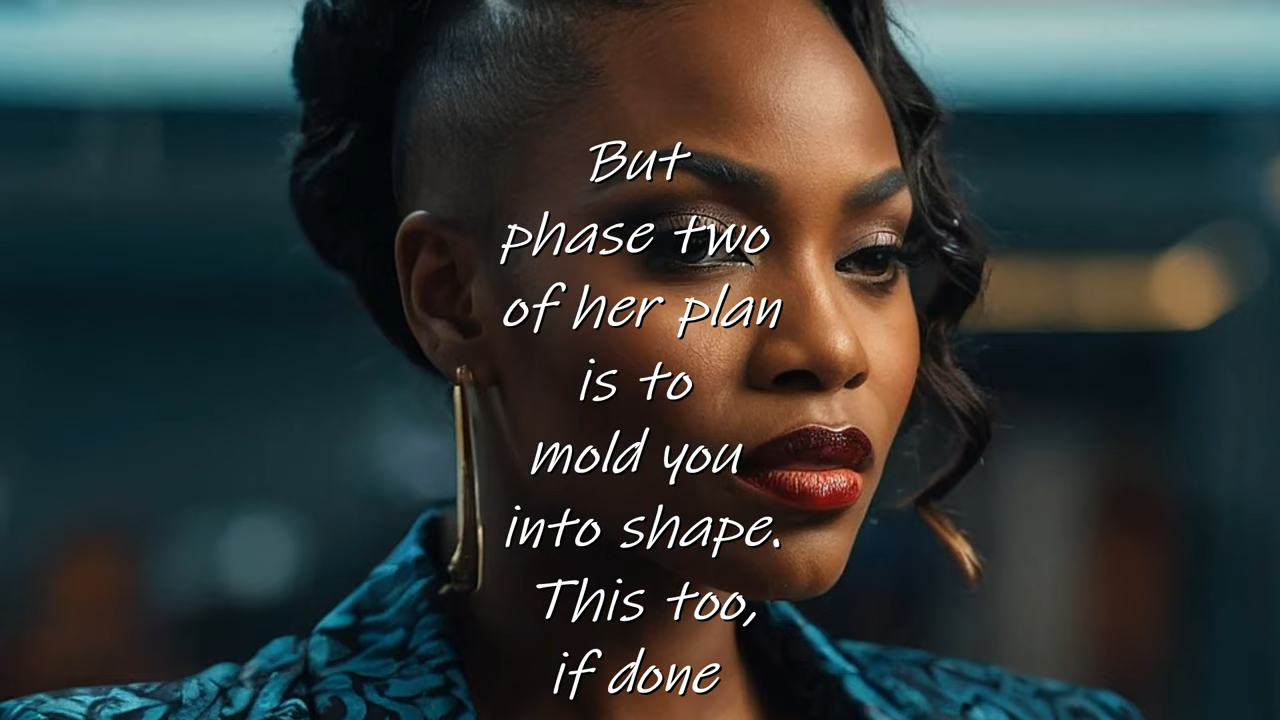 But
phase two
of her plan
is to
mold you
into shape.
This too,
if done